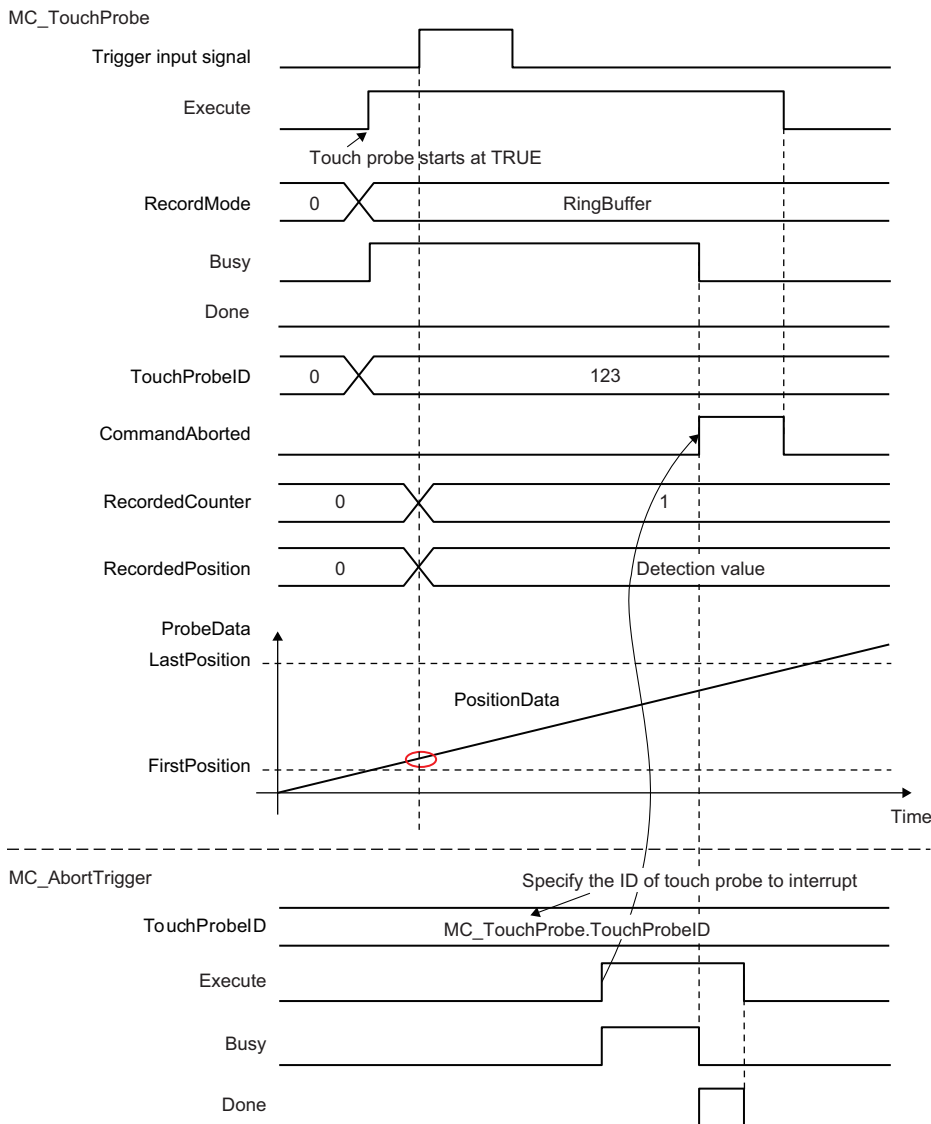 MC_TouchProbe
Trigger input signal
Execute
Touch probe starts at TRUE
RecordMode 0 RingBuffer
Busy
Done
TouchProbeID 0 123
CommandAborted
RecordedCounter 0 1
RecordedPosition 0 Detection value
ProbeData
LastPosition
PositionData
FirstPosition
Time
MC_AbortTrigger
Specify the ID of touch probe to interrupt
TouchProbeID MC_TouchProbe.TouchProbeID
Execute
Busy
Done